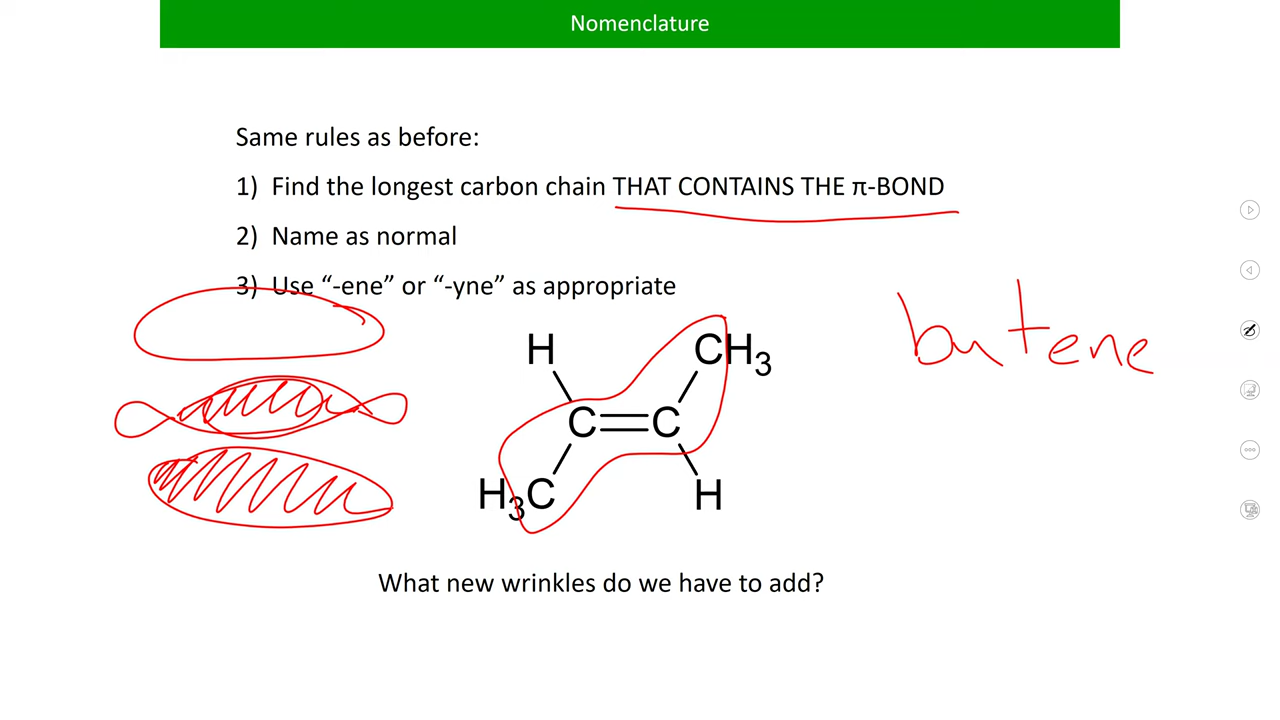 Nomenclature
Same rules as before:
1) Find the longest carbon chain THAT CONTAINS THE π-BOND
2) Name as normal
3) Use “-ene” or “-yne” as appropriate
butene
H CH3
C C
H3C H
What new wrinkles do we have to add?